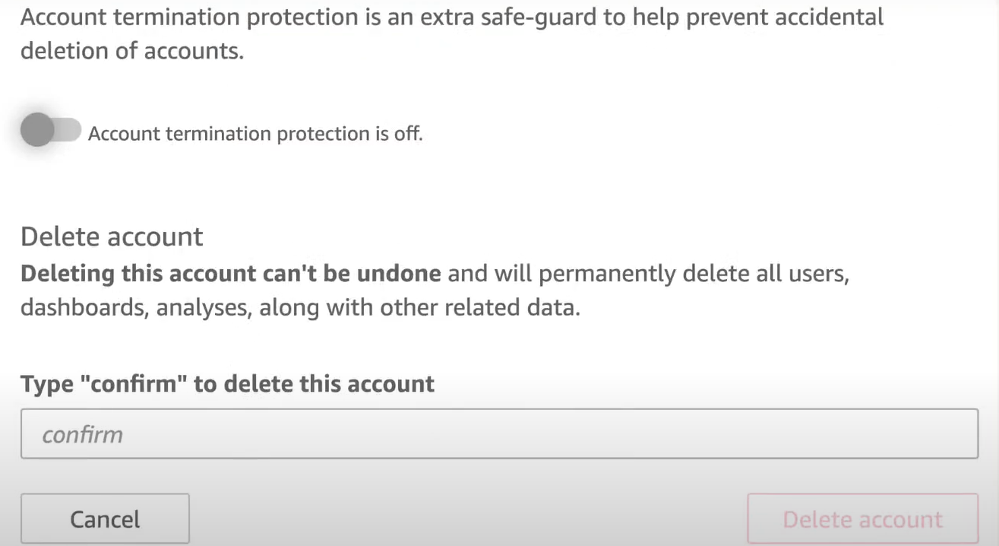 Account termination protection is an extra safe-guard to help prevent accidental
deletion of accounts.
Account termination protection is off.
Delete account
Deleting this account can't be undone and will permanently delete all users,
dashboards, analyses, along with other related data.
Type "confirm" to delete this account
confirm
Cancel
Delete account